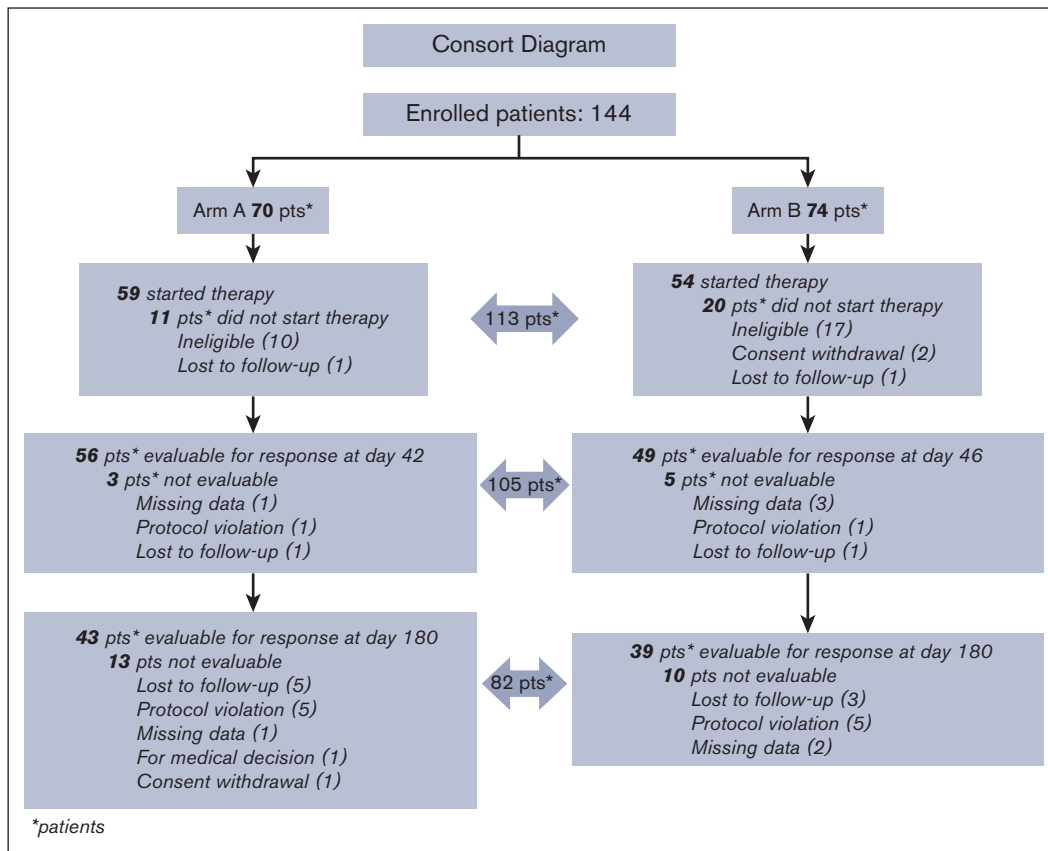 Consort Diagram
Enrolled patients: 144
Arm A 70 pts*
Arm B 74 pts*
59 started therapy
11 pts* did not start therapy
Ineligible (10)
Lost to follow-up (1)
113 pts*
54 started therapy
20 pts* did not start therapy
Ineligible (17)
Consent withdrawal (2)
Lost to follow-up (1)
56 pts* evaluable for response at day 42
3 pts* not evaluable
Missing data (1)
Protocol violation (1)
Lost to follow-up (1)
105 pts*
49 pts* evaluable for response at day 46
5 pts* not evaluable
Missing data (3)
Protocol violation (1)
Lost to follow-up (1)
43 pts* evaluable for response at day 180
13 pts not evaluable
Lost to follow-up (5)
Protocol violation (5)
Missing data (1)
For medical decision (1)
Consent withdrawal (1)
82 pts*
39 pts* evaluable for response at day 180
10 pts not evaluable
Lost to follow-up (3)
Protocol violation (5)
Missing data (2)
*patients